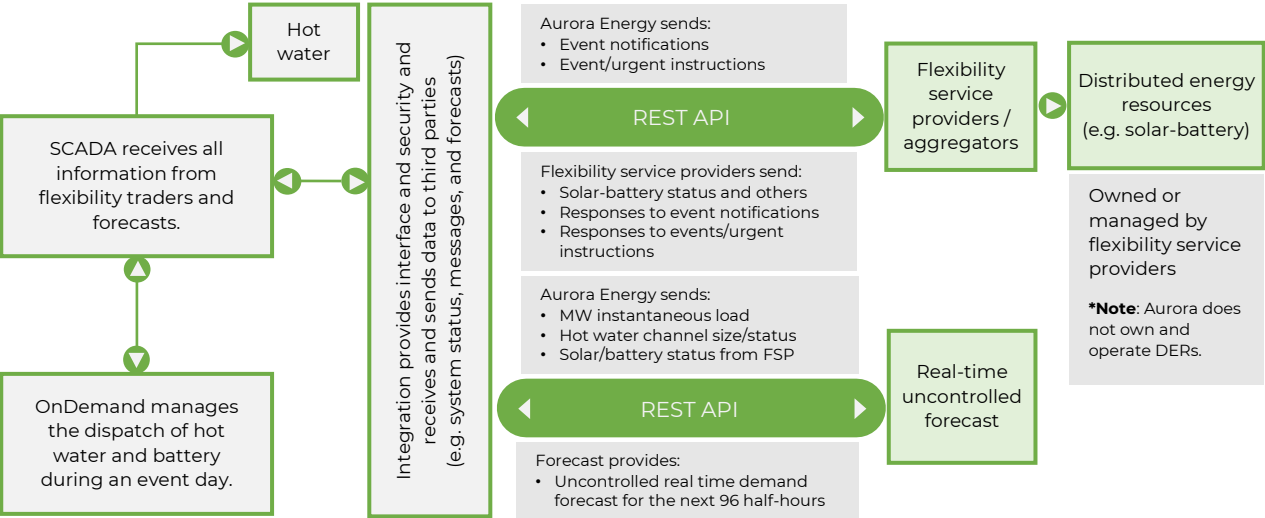 Hot
water
SCADA receives all
information from
flexibility traders and
forecasts.
OnDemand manages
the dispatch of hot
water and battery
during an event day.
Integration provides interface and security and
receives and sends data to third parties
(e.g. system status, messages, and forecasts)
Aurora Energy sends:
• Event notifications
• Event/urgent instructions
REST API
Flexibility service providers send:
• Solar-battery status and others
• Responses to event notifications
• Responses to events/urgent
instructions
Aurora Energy sends:
• MW instantaneous load
• Hot water channel size/status
• Solar/battery status from FSP
REST API
Forecast provides:
• Uncontrolled real time demand
forecast for the next 96 half-hours
Flexibility
service
providers /
aggregators
Real-time
uncontrolled
forecast
Distributed energy
resources
(e.g. solar-battery)
Owned or
managed by
flexibility service
providers
*Note: Aurora does
not own and
operate DERs.